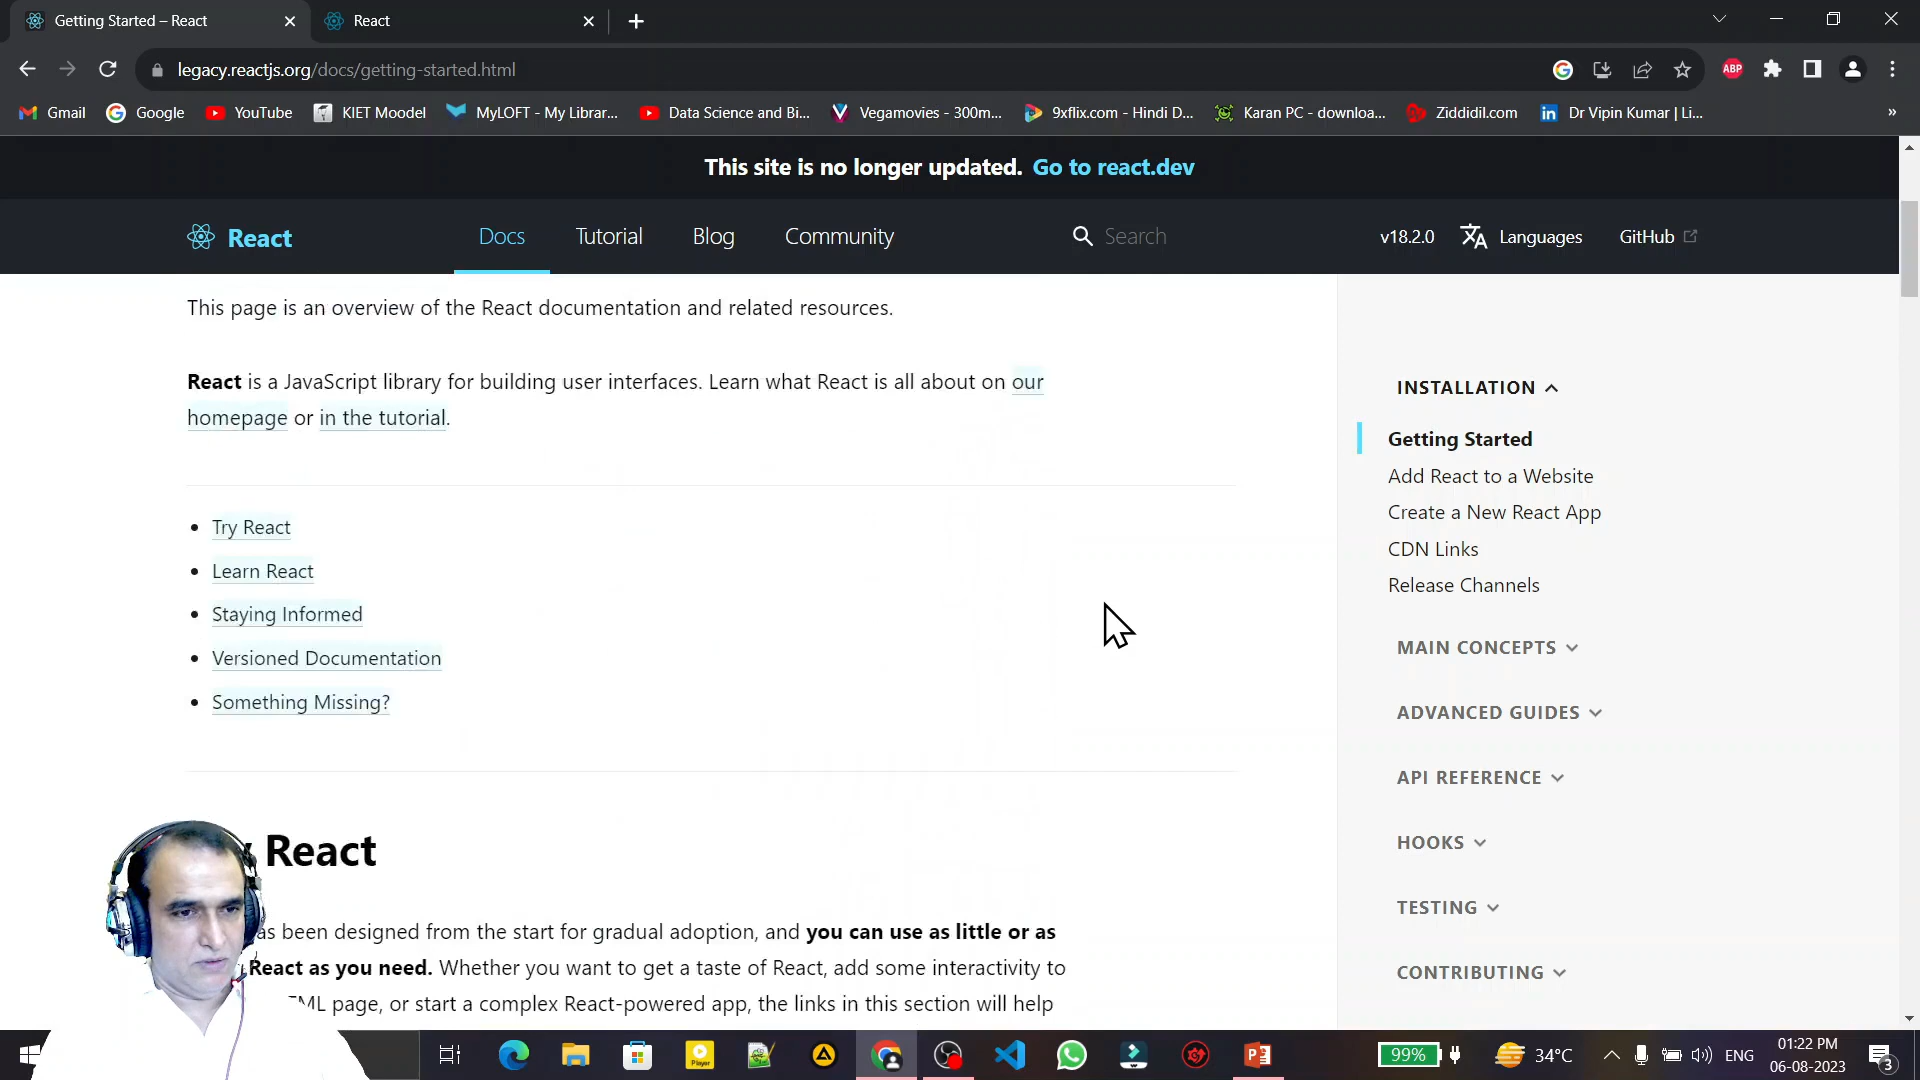 Getting Started – React
React
legacy.reactjs.org/docs/getting-started.html
ABP
Gmail
Google
YouTube
KIET Moodel
MyLOFT - My Librar...
Data Science and Bi...
Vegamovies - 300m...
9xflix.com - Hindi D...
Karan PC - downloa...
Ziddidil.com
Dr Vipin Kumar | Li...
»
This site is no longer updated. Go to react.dev
React
Docs
Tutorial
Blog
Community
Search
v18.2.0
Languages
GitHub
This page is an overview of the React documentation and related resources.
React is a JavaScript library for building user interfaces. Learn what React is all about on our
homepage or in the tutorial.
Try React
Learn React
Staying Informed
Versioned Documentation
Something Missing?
React
as been designed from the start for gradual adoption, and you can use as little or as
React as you need. Whether you want to get a taste of React, add some interactivity to
ML page, or start a complex React-powered app, the links in this section will help
INSTALLATION
Getting Started
Add React to a Website
Create a New React App
CDN Links
Release Channels
MAIN CONCEPTS
ADVANCED GUIDES
API REFERENCE
HOOKS
TESTING
CONTRIBUTING
Player
99%
34°C
ENG
01:22 PM
06-08-2023
3